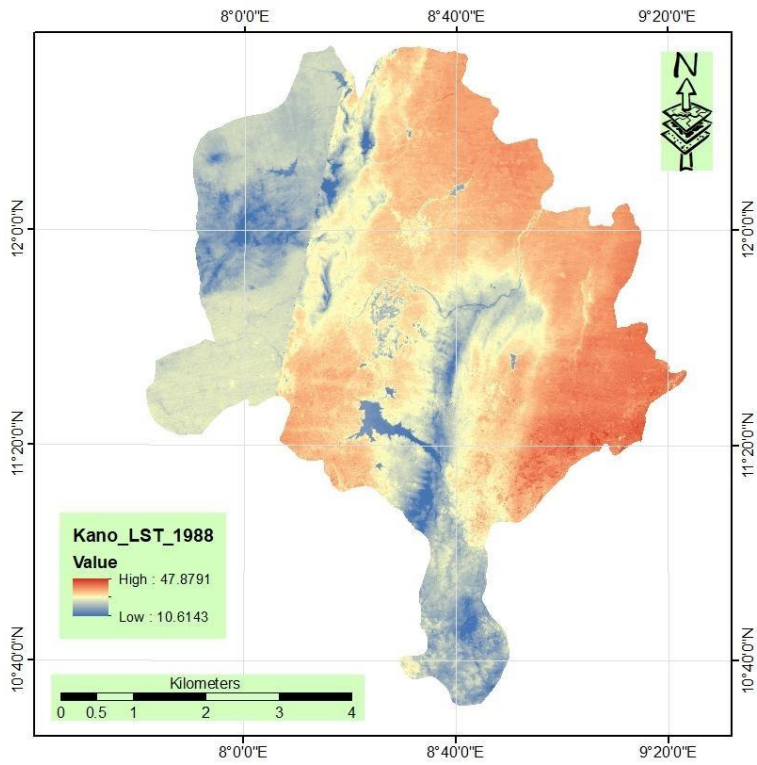 8°0'0"E 8°40'0"E 9°20'0"E
N
12°0'0"N 12°0'0"N
11°20'0"N 11°20'0"N
Kano_LST_1988
Value
High : 47.8791
Low : 10.6143
10°40'0"N 10°40'0"N
Kilometers
0 0.5 1 2 3 4
8°0'0"E 8°40'0"E 9°20'0"E